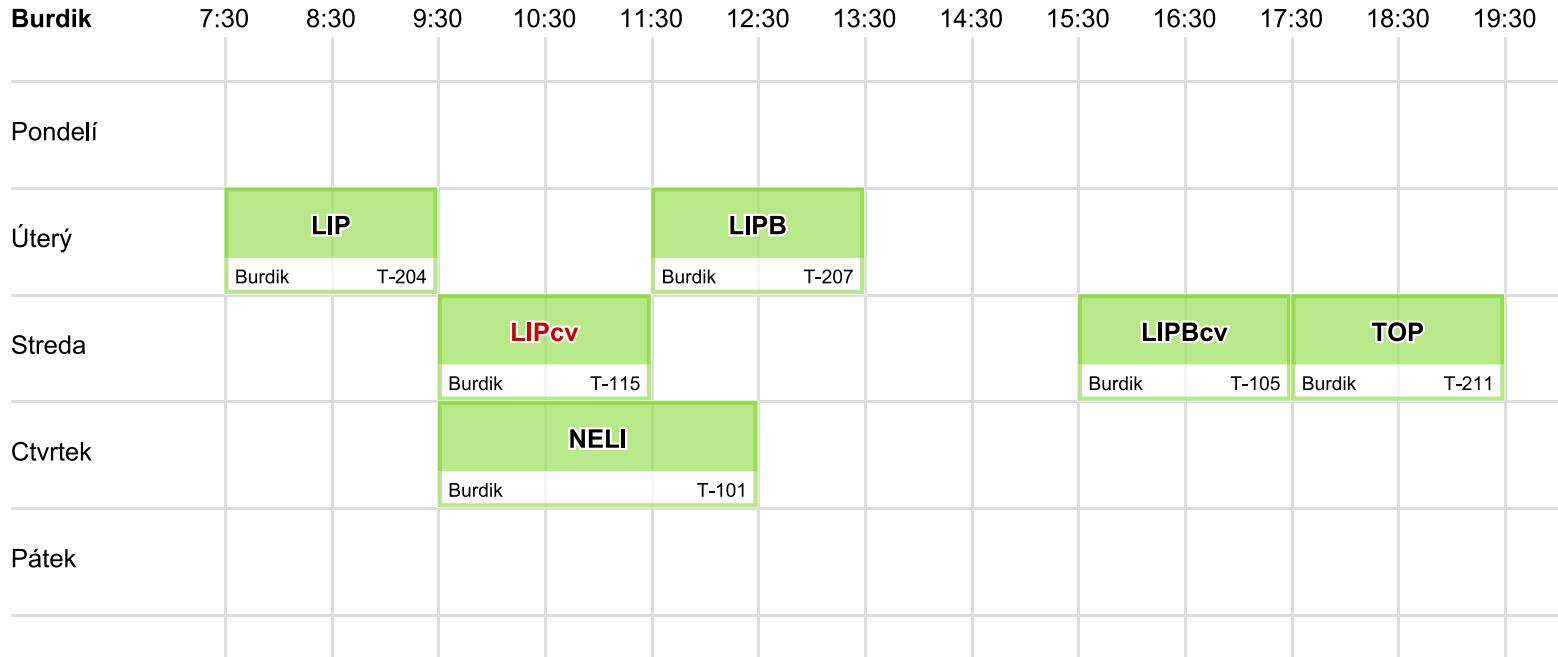 Burdik 7:30 8:30 9:30 10:30 11:30 12:30 13:30 14:30 15:30 16:30 17:30 18:30 19:30
Pondelí
Úterý
LIP
Burdik T-204
LIPB
Burdik T-207
Streda
LIPcv
Burdik T-115
LIPBcv
Burdik T-105
TOP
Burdik T-211
Ctvrtek
NELI
Burdik T-101
Pátek